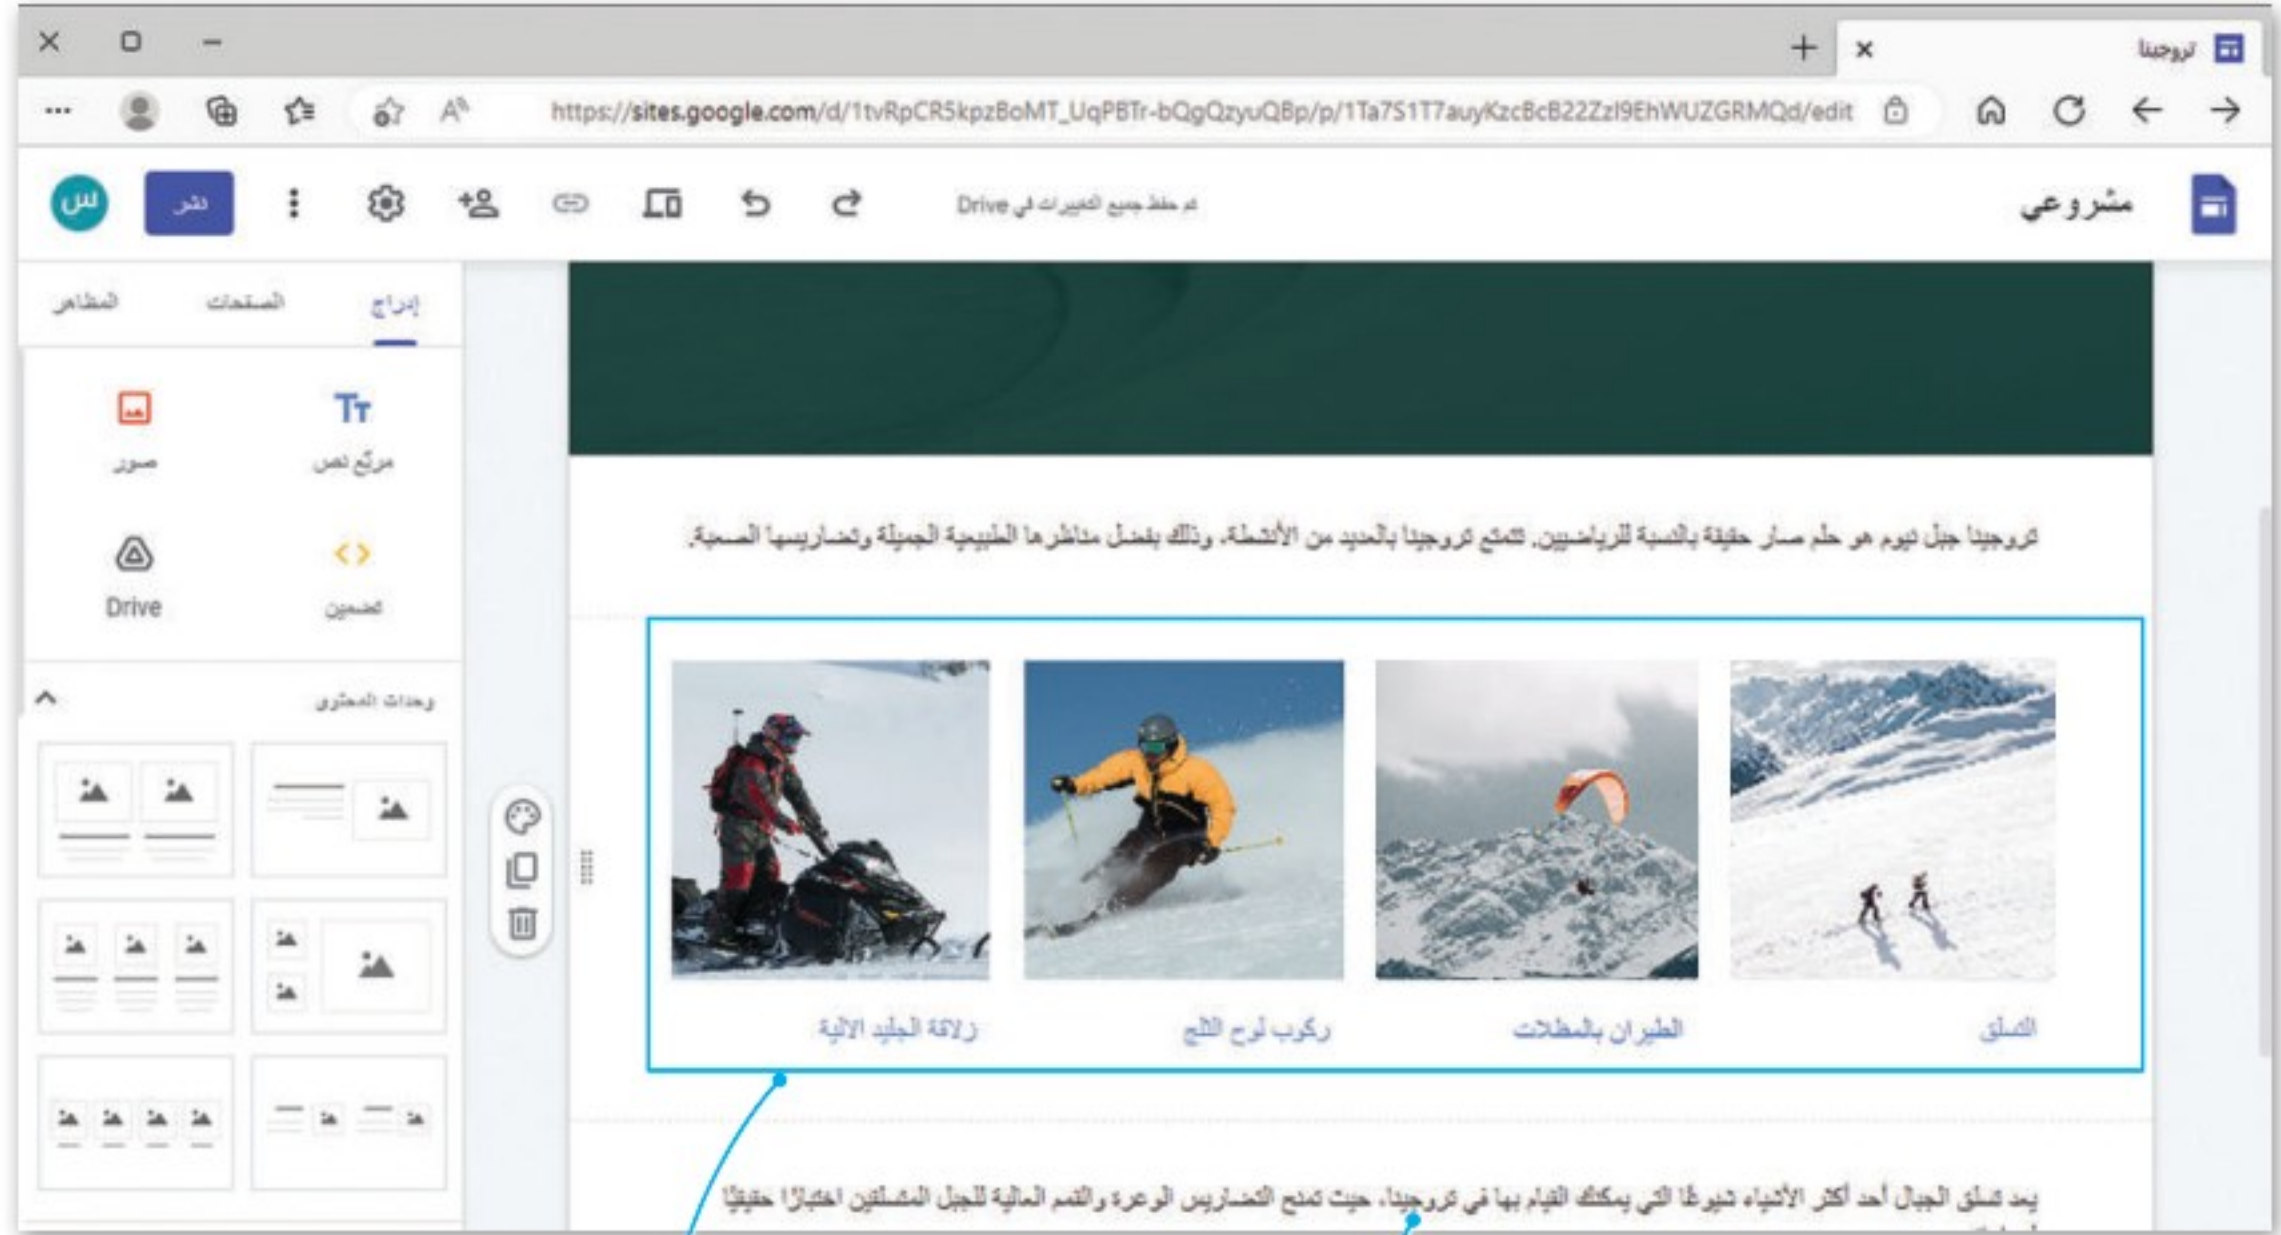 تروجينا
https://sites.google.com/d/1tvRpCR5kpzBoMT_UqPBTr-bQgQzyuQBp/p/1Ta7S1T7auyKzcBcB22ZzI9EhWUZGRMQd/edit
مشروعي
تم حفظ جميع التغييرات في Drive
نشر
س
إدراج
الصفحات
المظاهر
مربّع نص
صور
تضمين
Drive
وحدات المحتوى
تروجينا جبل نيوم هو حلم صار حقيقة بالنسبة للرياضيين. تتمتع تروجينا بالعديد من الأنشطة، وذلك بفضل مناظرها الطبيعية الجميلة وتضاريسها الصعبة.
التسلق
الطيران بالمظلات
ركوب لوح الثلج
زلاقة الجليد الالية
يعد تسلق الجبال أحد أكثر الأشياء شيوعًا التي يمكنك القيام بها في تروجينا، حيث تمنح التضاريس الوعرة والقمم العالية للجبل المتسلقين اختبارًا حقيقيًا